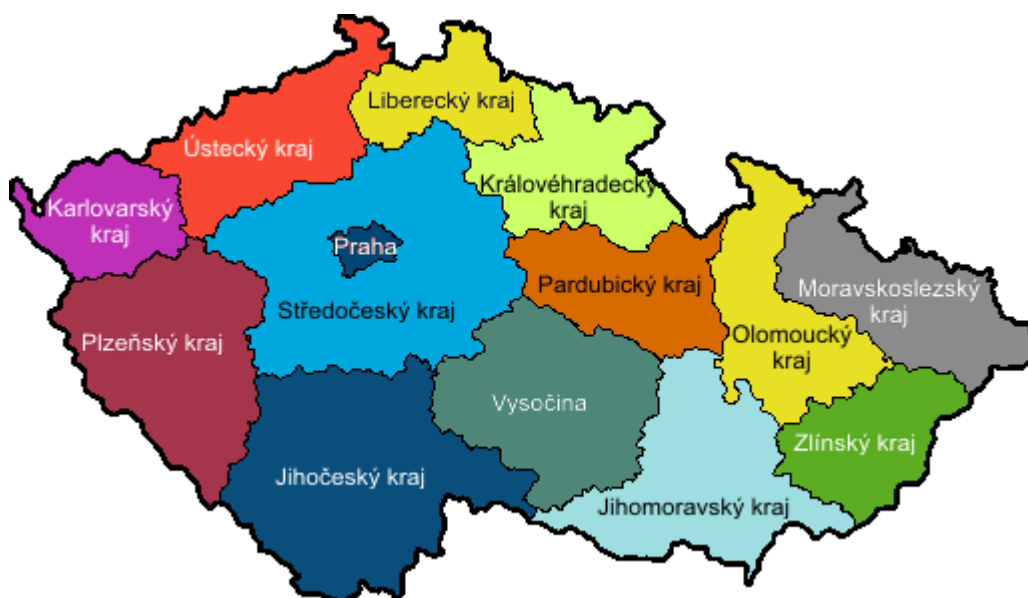 Liberecký kraj
Ústecký kraj
Královéhradecký
kraj
Karlovarský
kraj
Praha
Pardubický kraj
Moravskoslezský
kraj
Středočeský kraj
Olomoucký
kraj
Plzeňský kraj
Vysočina
Zlínský kraj
Jihočeský kraj
Jihomoravský kraj